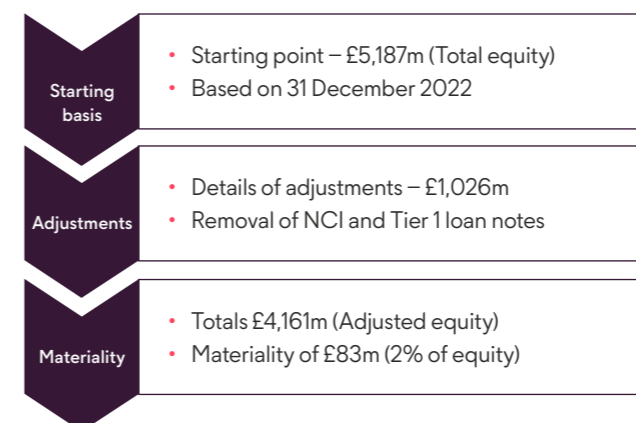 Starting
basis
• Starting point – £5,187m (Total equity)
• Based on 31 December 2022
Adjustments
• Details of adjustments – £1,026m
• Removal of NCI and Tier 1 loan notes
Materiality
• Totals £4,161m (Adjusted equity)
• Materiality of £83m (2% of equity)